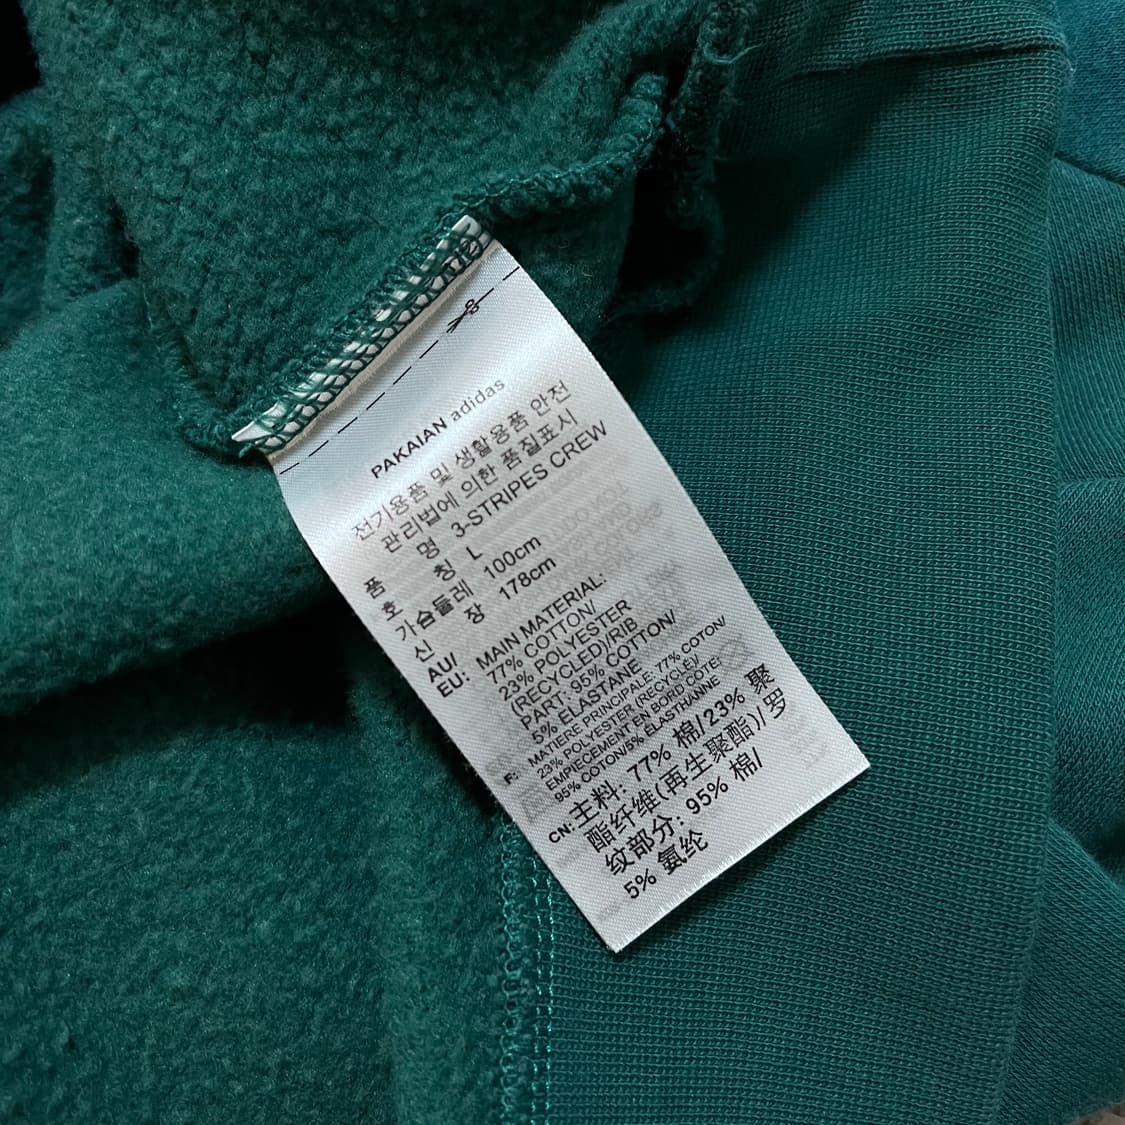 PAKAIAN adidas
전기용품 및 생활용품 안전
관리법에 의한 품질표시
품 명 3-STRIPES CREW
호 칭 L
가슴둘레 100cm
신 장 178cm
AU/
EU: MAIN MATERIAL:
77% COTTON/
23% POLYESTER
(RECYCLED)/RIB
PART: 95% COTTON/
5% ELASTANE
F: MATIERE PRINCIPALE: 77% COTON/
23% POLYESTER (RECYCLÉ)/
EMPIECEMENT EN BORD COTE:
95% COTON/5% ÉLASTHANNE
CN: 主料: 77% 棉/23% 聚
酯纤维(再生聚酯)/罗
纹部分: 95% 棉/
5% 氨纶